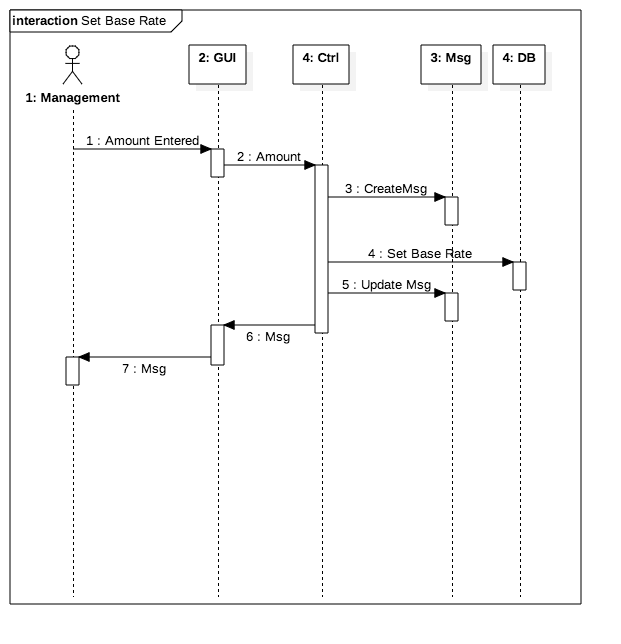 interaction Set Base Rate
2: GUI
4: Ctrl
3: Msg
4: DB
1: Management
1 : Amount Entered
2 : Amount
3 : CreateMsg
4 : Set Base Rate
5 : Update Msg
6 : Msg
7 : Msg